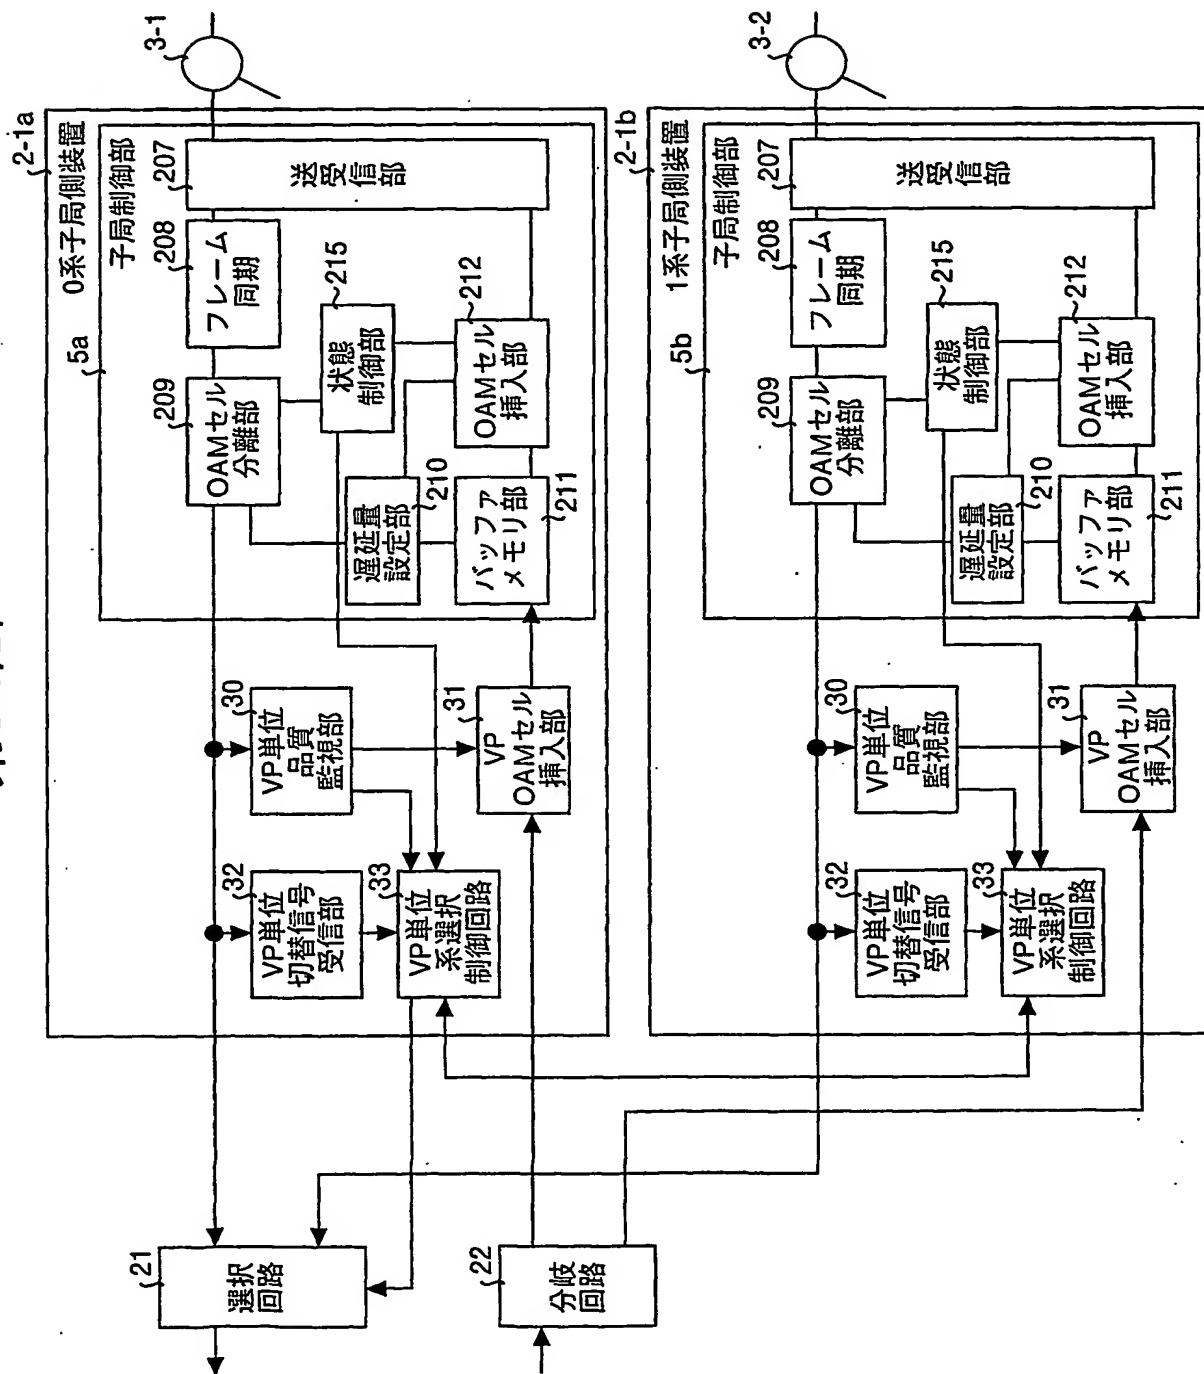 2-1a
0系子局側装置
5a
子局制御部
3-1
207
送受信部
208
フレーム
同期
209
OAMセル
分離部
215
状態
制御部
212
OAMセル
挿入部
遅延量
設定部
210
バッファ
メモリ部
211
30
VP単位
品質
監視部
31
VP
OAMセル
挿入部
32
VP単位
切替信号
受信部
33
VP単位
系選択
制御回路
21
選択
回路
22
分岐
回路
2-1b
1系子局側装置
5b
子局制御部
3-2
207
送受信部
208
フレーム
同期
209
OAMセル
分離部
215
状態
制御部
212
OAMセル
挿入部
遅延量
設定部
210
バッファ
メモリ部
211
30
VP単位
品質
監視部
31
VP
OAMセル
挿入部
32
VP単位
切替信号
受信部
33
VP単位
系選択
制御回路